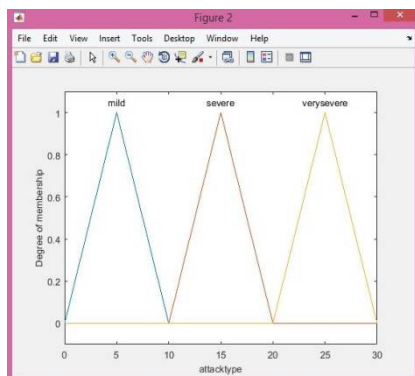 Figure 2
File Edit View Insert Tools Desktop Window Help
mild severe verysevere
1
0.8
0.6
0.4
0.2
0
Degree of membership
0 5 10 15 20 25 30
attacktype